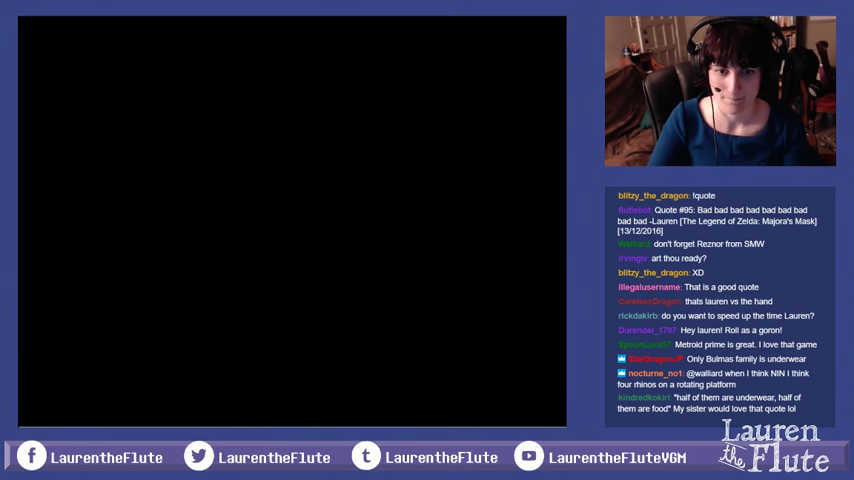 blitzy_the_dragon: !quote
flutiebot: Quote #95: Bad bad bad bad bad bad bad
bad bad -Lauren [The Legend of Zelda: Majora's Mask]
[13/12/2016]
Walliard: don't forget Reznor from SMW
irvingiv: art thou ready?
blitzy_the_dragon: XD
illegalusername: That is a good quote
CarelessDragon: thats lauren vs the hand
rickdakirb: do you want to speed up the time Lauren?
Durendal_1707: Hey lauren! Roll as a goron!
SpoonLord57: Metroid prime is great. I love that game
StarDragonJP: Only Bulmas family is underwear
nocturne_no1: @walliard when I think NIN I think
four rhinos on a rotating platform
kindredkokiri: "half of them are underwear, half of
them are food" My sister would love that quote lol
LaurentheFlute
LaurentheFlute
LaurentheFlute
LaurentheFluteVGM
Lauren
the Flute